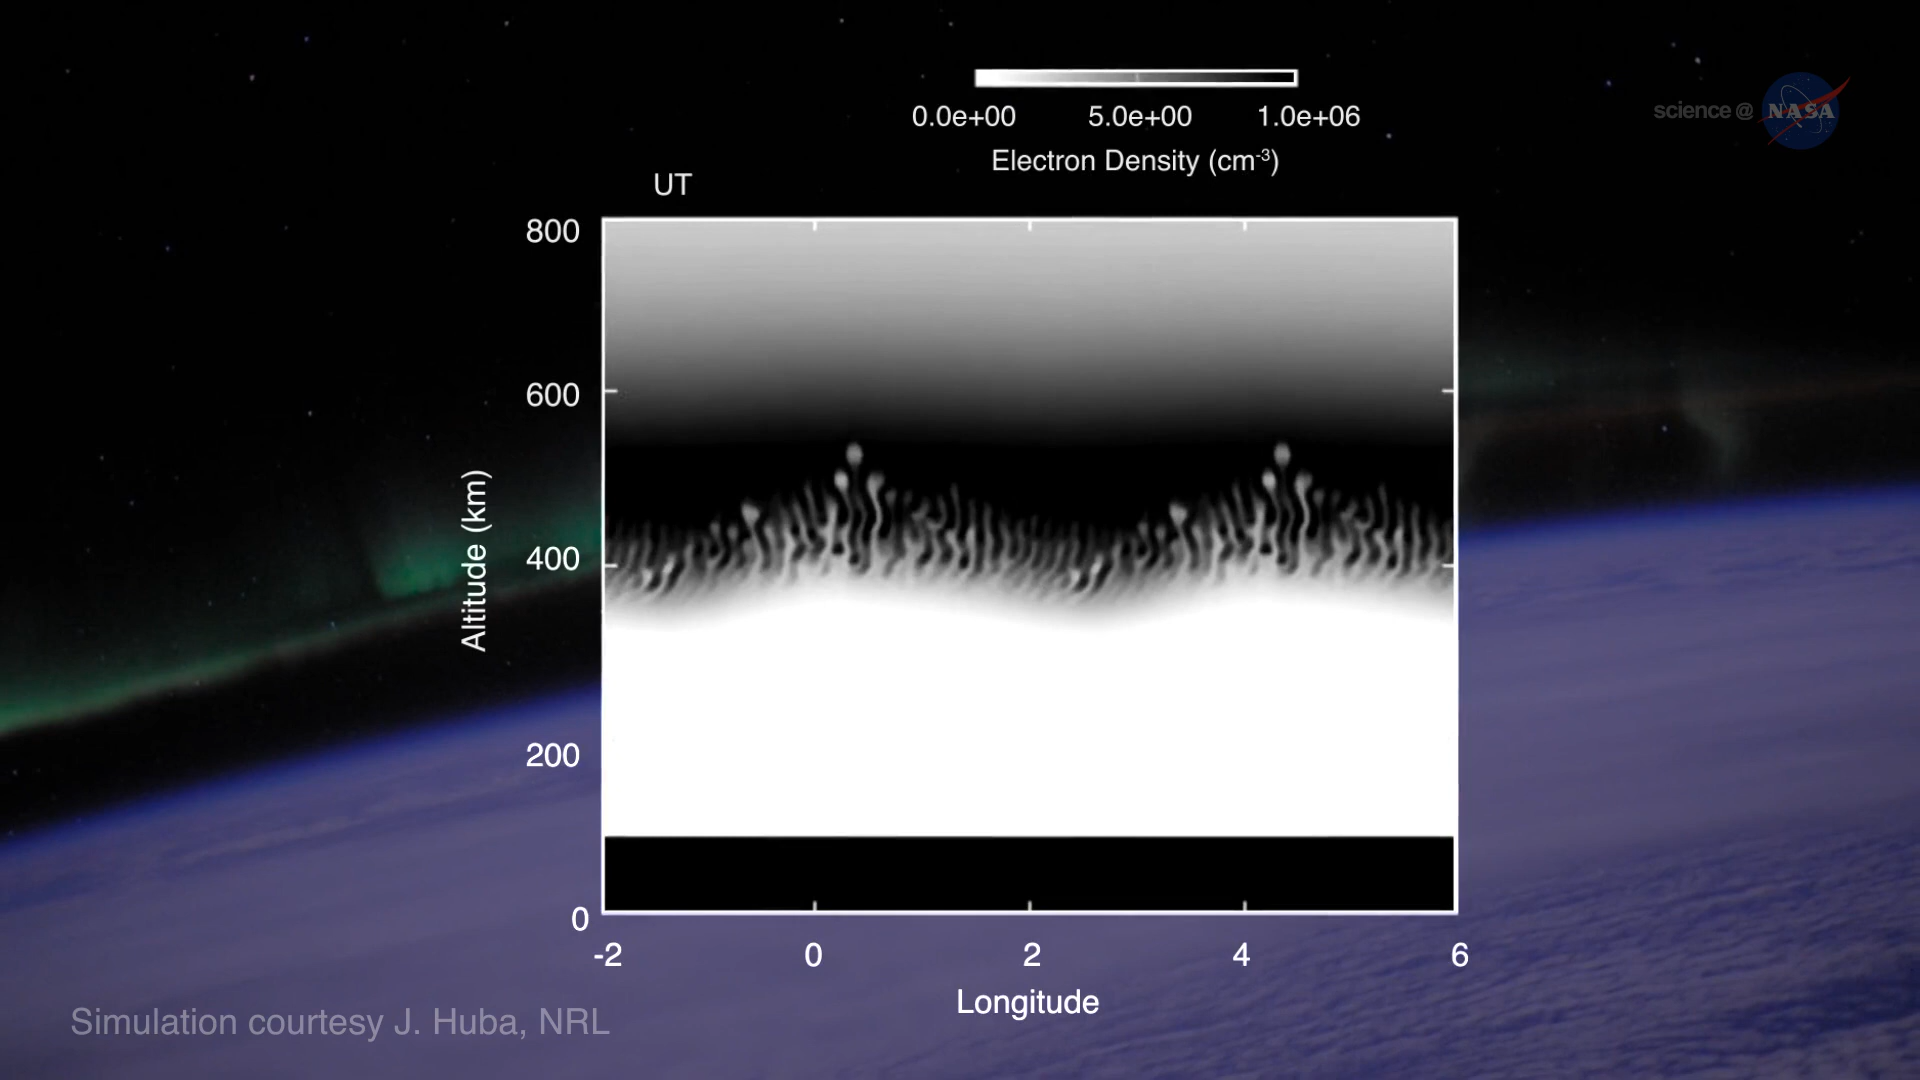 science @ NASA
0.0e+00 5.0e+00 1.0e+06
Electron Density (cm-3)
UT
800
600
400
200
0
Altitude (km)
-2 0 2 4 6
Longitude
Simulation courtesy J. Huba, NRL